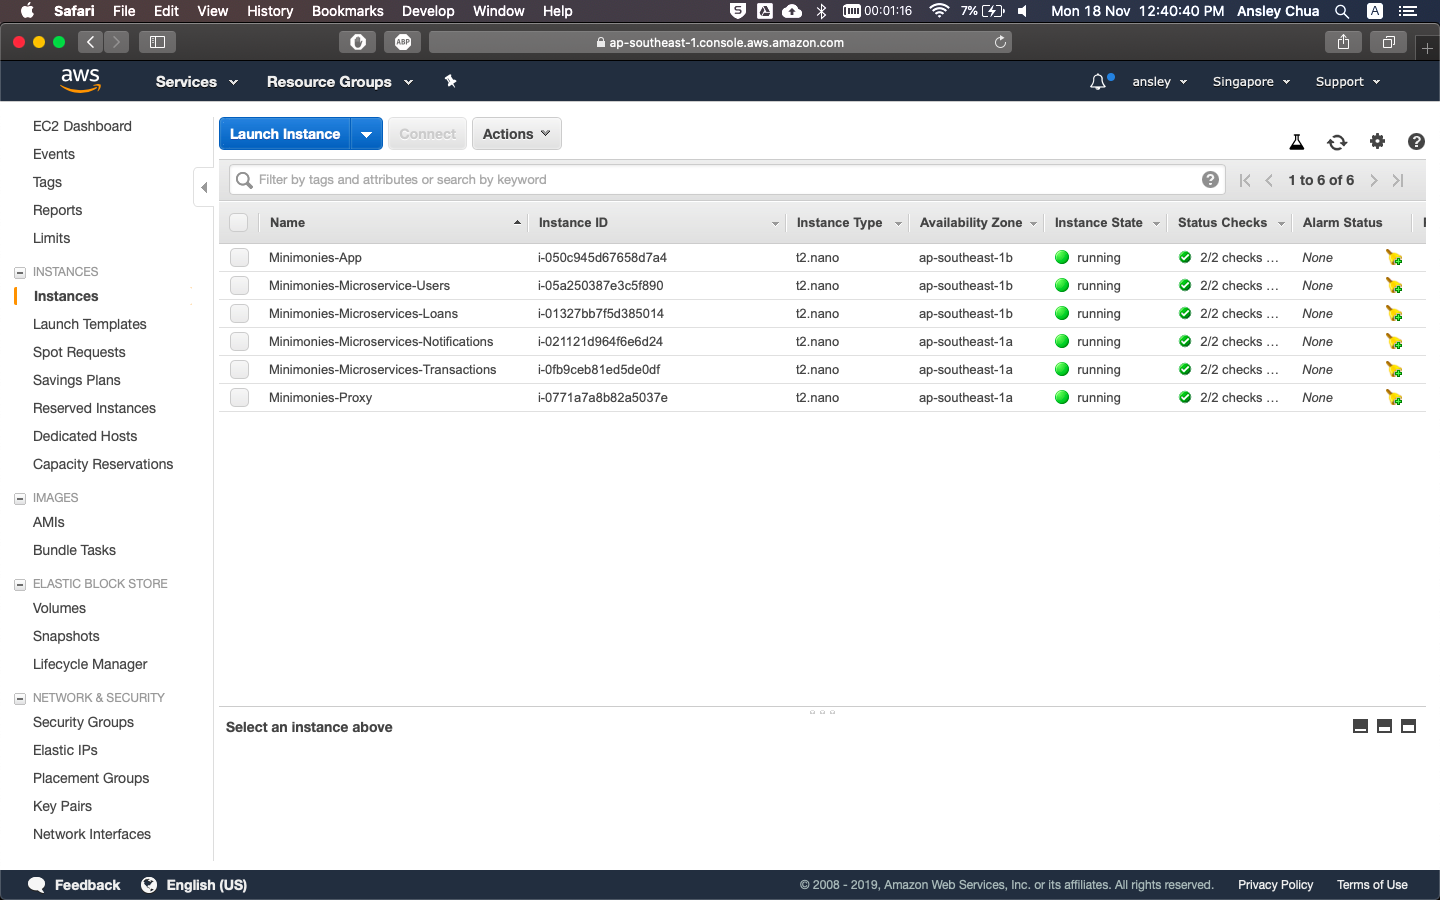 Safari File Edit View History Bookmarks Develop Window Help S 00:01:16 7% Mon 18 Nov 12:40:40 PM Ansley Chua A
ABP ap-southeast-1.console.aws.amazon.com
aws Services Resource Groups ansley Singapore Support
EC2 Dashboard
Events
Tags
Reports
Limits
INSTANCES
Instances
Launch Templates
Spot Requests
Savings Plans
Reserved Instances
Dedicated Hosts
Capacity Reservations
IMAGES
AMIs
Bundle Tasks
ELASTIC BLOCK STORE
Volumes
Snapshots
Lifecycle Manager
NETWORK & SECURITY
Security Groups
Elastic IPs
Placement Groups
Key Pairs
Network Interfaces
Launch Instance Connect Actions
Filter by tags and attributes or search by keyword 1 to 6 of 6
Name Instance ID Instance Type Availability Zone Instance State Status Checks Alarm Status
Minimonies-App i-050c945d67658d7a4 t2.nano ap-southeast-1b running 2/2 checks ... None
Minimonies-Microservice-Users i-05a250387e3c5f890 t2.nano ap-southeast-1b running 2/2 checks ... None
Minimonies-Microservices-Loans i-01327bb7f5d385014 t2.nano ap-southeast-1b running 2/2 checks ... None
Minimonies-Microservices-Notifications i-021121d964f6e6d24 t2.nano ap-southeast-1a running 2/2 checks ... None
Minimonies-Microservices-Transactions i-0fb9ceb81ed5de0df t2.nano ap-southeast-1a running 2/2 checks ... None
Minimonies-Proxy i-0771a7a8b82a5037e t2.nano ap-southeast-1a running 2/2 checks ... None
Select an instance above
Feedback English (US) © 2008 - 2019, Amazon Web Services, Inc. or its affiliates. All rights reserved. Privacy Policy Terms of Use